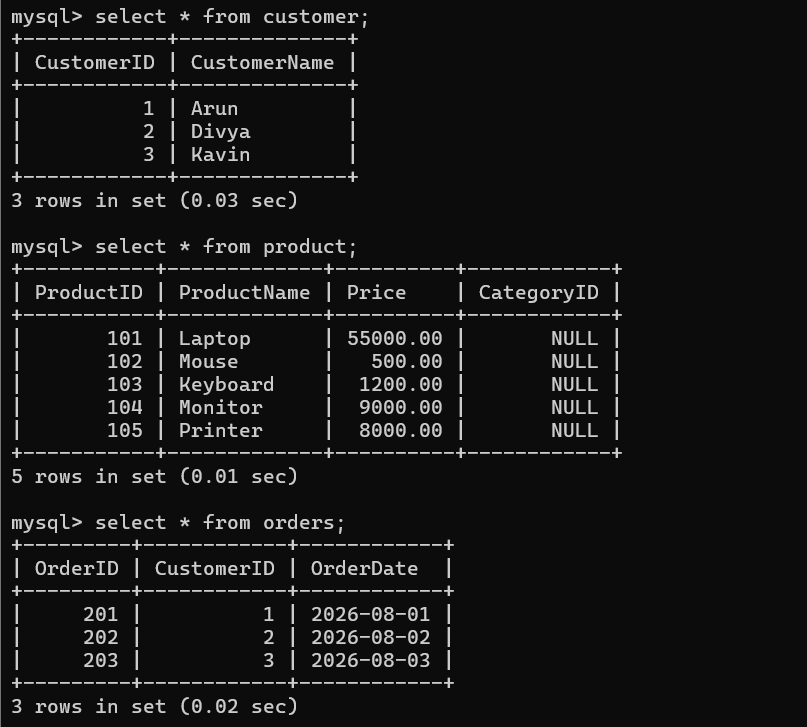 mysql> select * from customer;
+------------+--------------+
| CustomerID | CustomerName |
+------------+--------------+
|          1 | Arun         |
|          2 | Divya        |
|          3 | Kavin        |
+------------+--------------+
3 rows in set (0.03 sec)

mysql> select * from product;
+-----------+-------------+----------+------------+
| ProductID | ProductName | Price    | CategoryID |
+-----------+-------------+----------+------------+
|       101 | Laptop      | 55000.00 |       NULL |
|       102 | Mouse       |   500.00 |       NULL |
|       103 | Keyboard    |  1200.00 |       NULL |
|       104 | Monitor     |  9000.00 |       NULL |
|       105 | Printer     |  8000.00 |       NULL |
+-----------+-------------+----------+------------+
5 rows in set (0.01 sec)

mysql> select * from orders;
+---------+------------+------------+
| OrderID | CustomerID | OrderDate  |
+---------+------------+------------+
|     201 |          1 | 2026-08-01 |
|     202 |          2 | 2026-08-02 |
|     203 |          3 | 2026-08-03 |
+---------+------------+------------+
3 rows in set (0.02 sec)